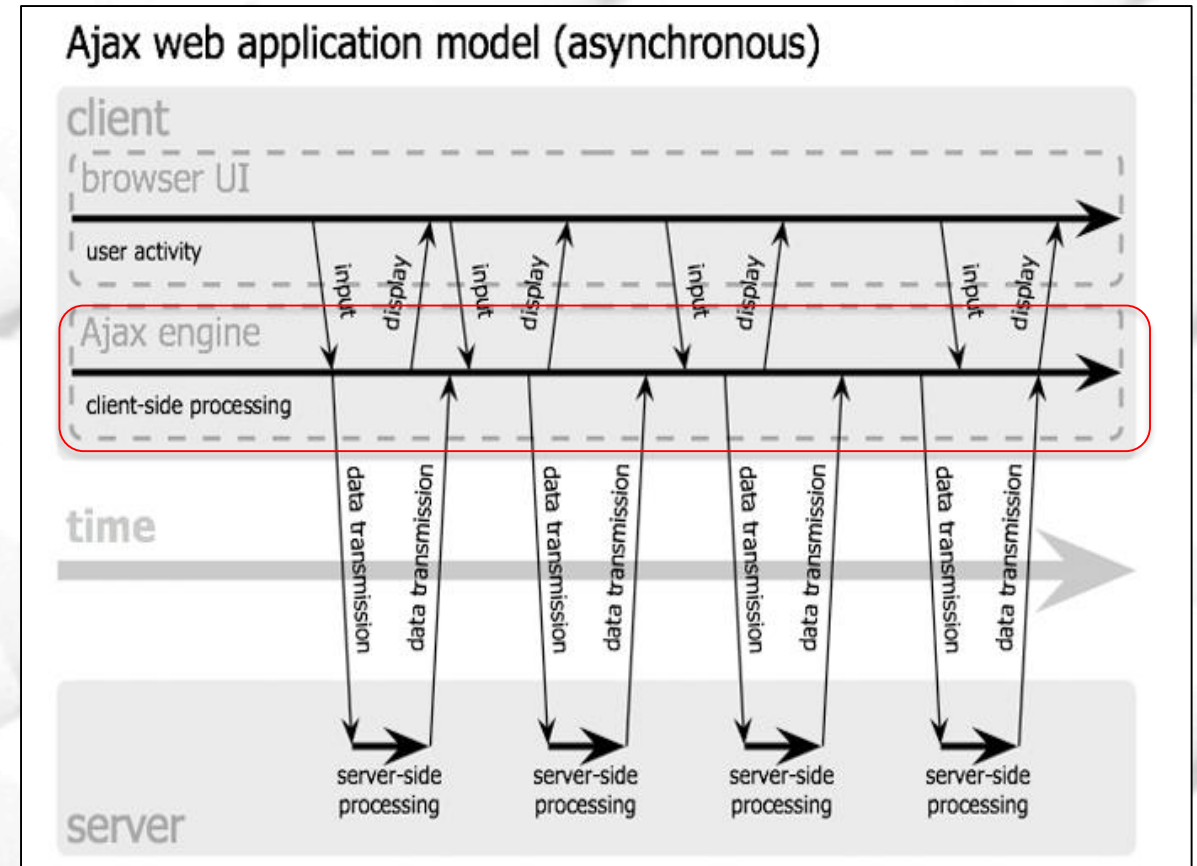 Ajax web application model (asynchronous)
client
browser UI
user activity
input
display
input
display
input
display
input
display
Ajax engine
client-side processing
data transmission
data transmission
data transmission
data transmission
data transmission
data transmission
data transmission
data transmission
time
server-side
processing
server-side
processing
server-side
processing
server-side
processing
server